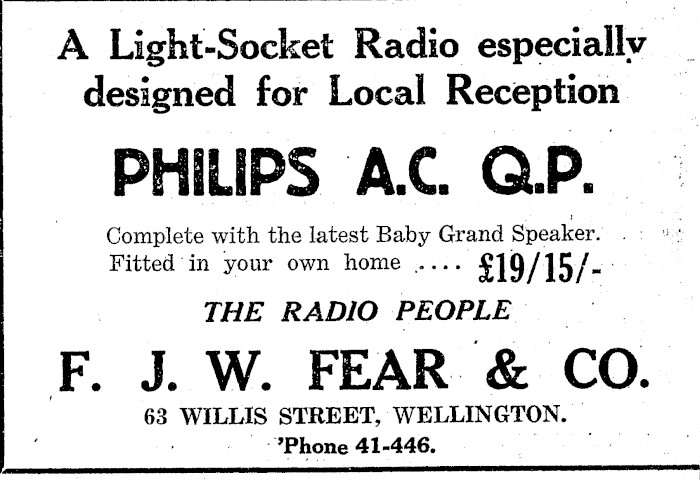 A Light-Socket Radio especially
designed for Local Reception
PHILIPS A.C. Q.P.
Complete with the latest Baby Grand Speaker.
Fitted in your own home .... £19/15/-
THE RADIO PEOPLE
F. J. W. FEAR & CO.
63 WILLIS STREET, WELLINGTON.
'Phone 41-446.